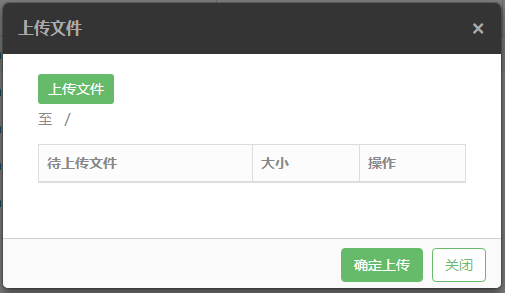 上传文件 ×
上传文件
至 /
待上传文件 大小 操作
确定上传 关闭